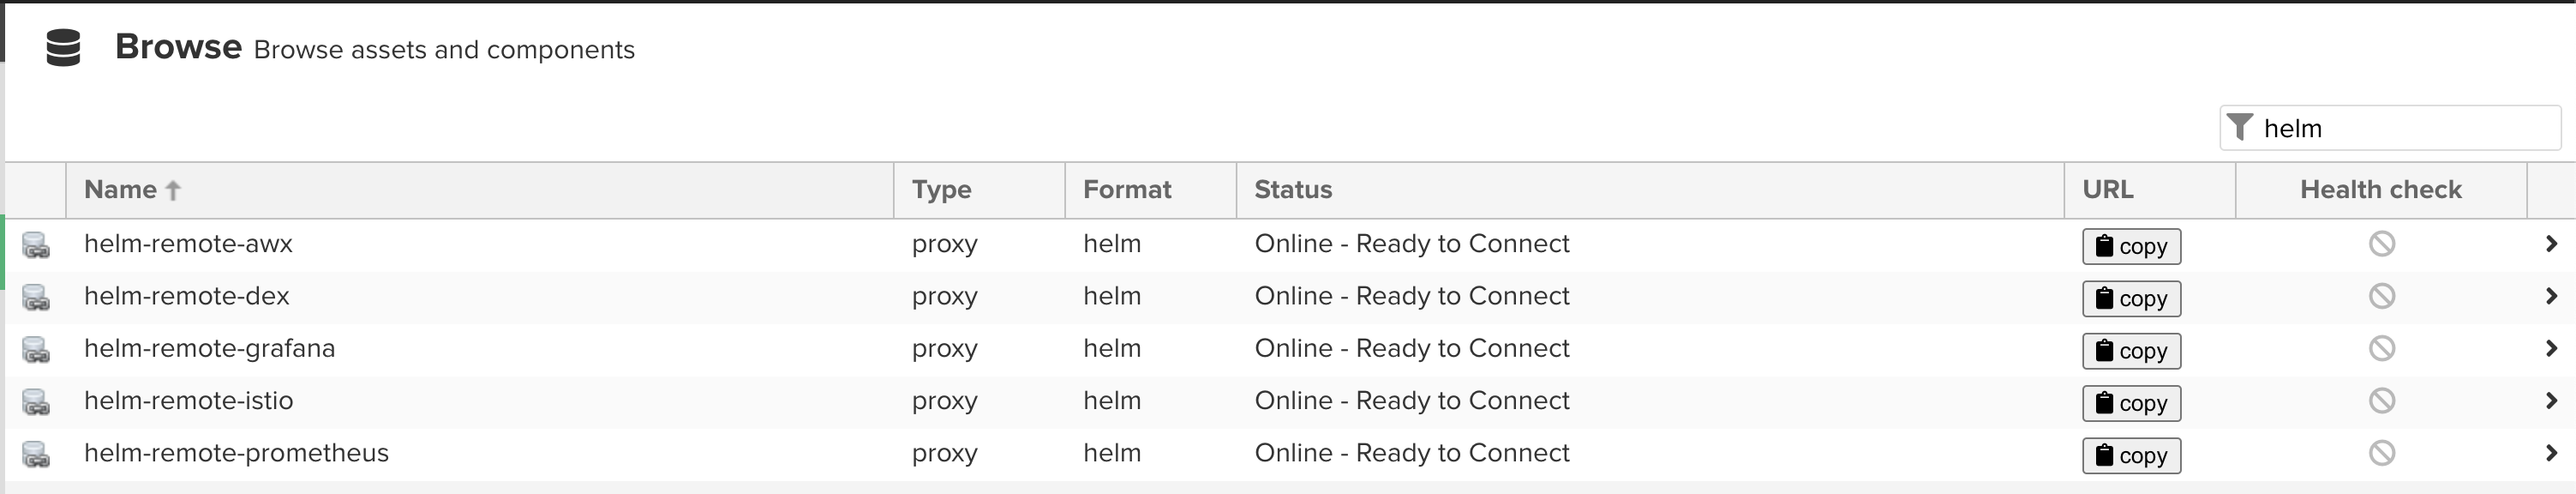 Browse Browse assets and components
helm
Name Type Format Status URL Health check
helm-remote-awx proxy helm Online - Ready to Connect copy
helm-remote-dex proxy helm Online - Ready to Connect copy
helm-remote-grafana proxy helm Online - Ready to Connect copy
helm-remote-istio proxy helm Online - Ready to Connect copy
helm-remote-prometheus proxy helm Online - Ready to Connect copy